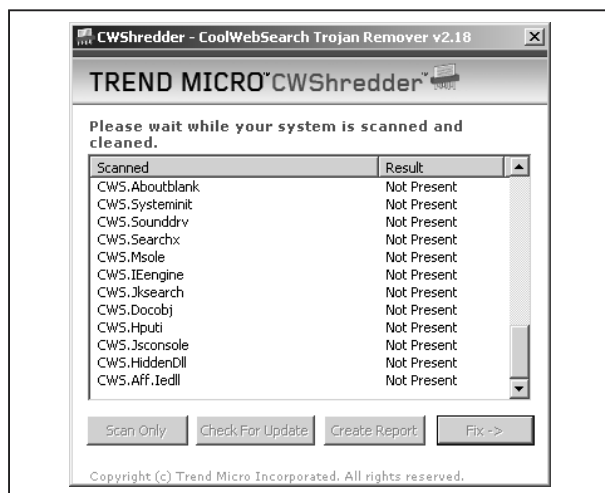 CWShredder - CoolWebSearch Trojan Remover v2.18
TREND MICRO™ CWShredder™
Please wait while your system is scanned and
cleaned.
Scanned Result
CWS.Aboutblank Not Present
CWS.Systeminit Not Present
CWS.Sounddrv Not Present
CWS.Searchx Not Present
CWS.Msole Not Present
CWS.IEengine Not Present
CWS.Jksearch Not Present
CWS.Docobj Not Present
CWS.Hputi Not Present
CWS.Jsconsole Not Present
CWS.HiddenDll Not Present
CWS.Aff.Iedll Not Present
Scan Only Check For Update Create Report Fix ->
Copyright (c) Trend Micro Incorporated. All rights reserved.